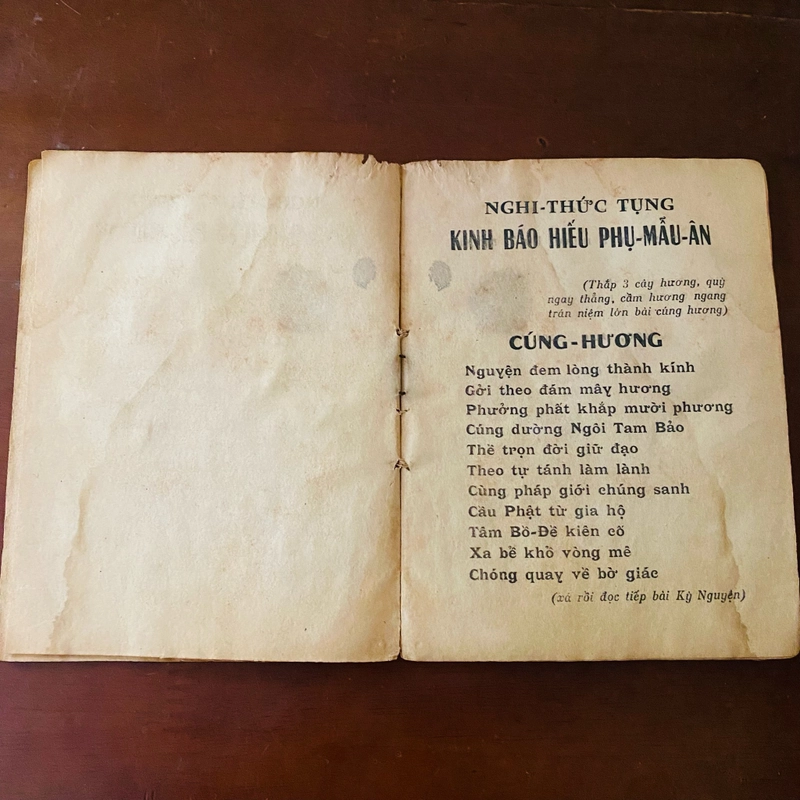 NGHI-THỨC TỤNG
KINH BÁO HIẾU PHỤ-MẪU-ÂN
(Thắp 3 cây hương, quỳ
ngay thẳng, cầm hương ngang
trán niệm lớn bài cúng hương)
CÚNG-HƯƠNG
Nguyện đem lòng thành kính
Gởi theo đám mây hương
Phưởng phất khắp mười phương
Cúng dường Ngôi Tam Bảo
Thề trọn đời giữ đạo
Theo tự tánh làm lành
Cùng pháp giới chúng sanh
Cầu Phật từ gia hộ
Tâm Bồ-Đề kiên cố
Xa bể khổ vòng mê
Chóng quay về bờ giác
(xá rồi đọc tiếp bài Kỳ Nguyện)